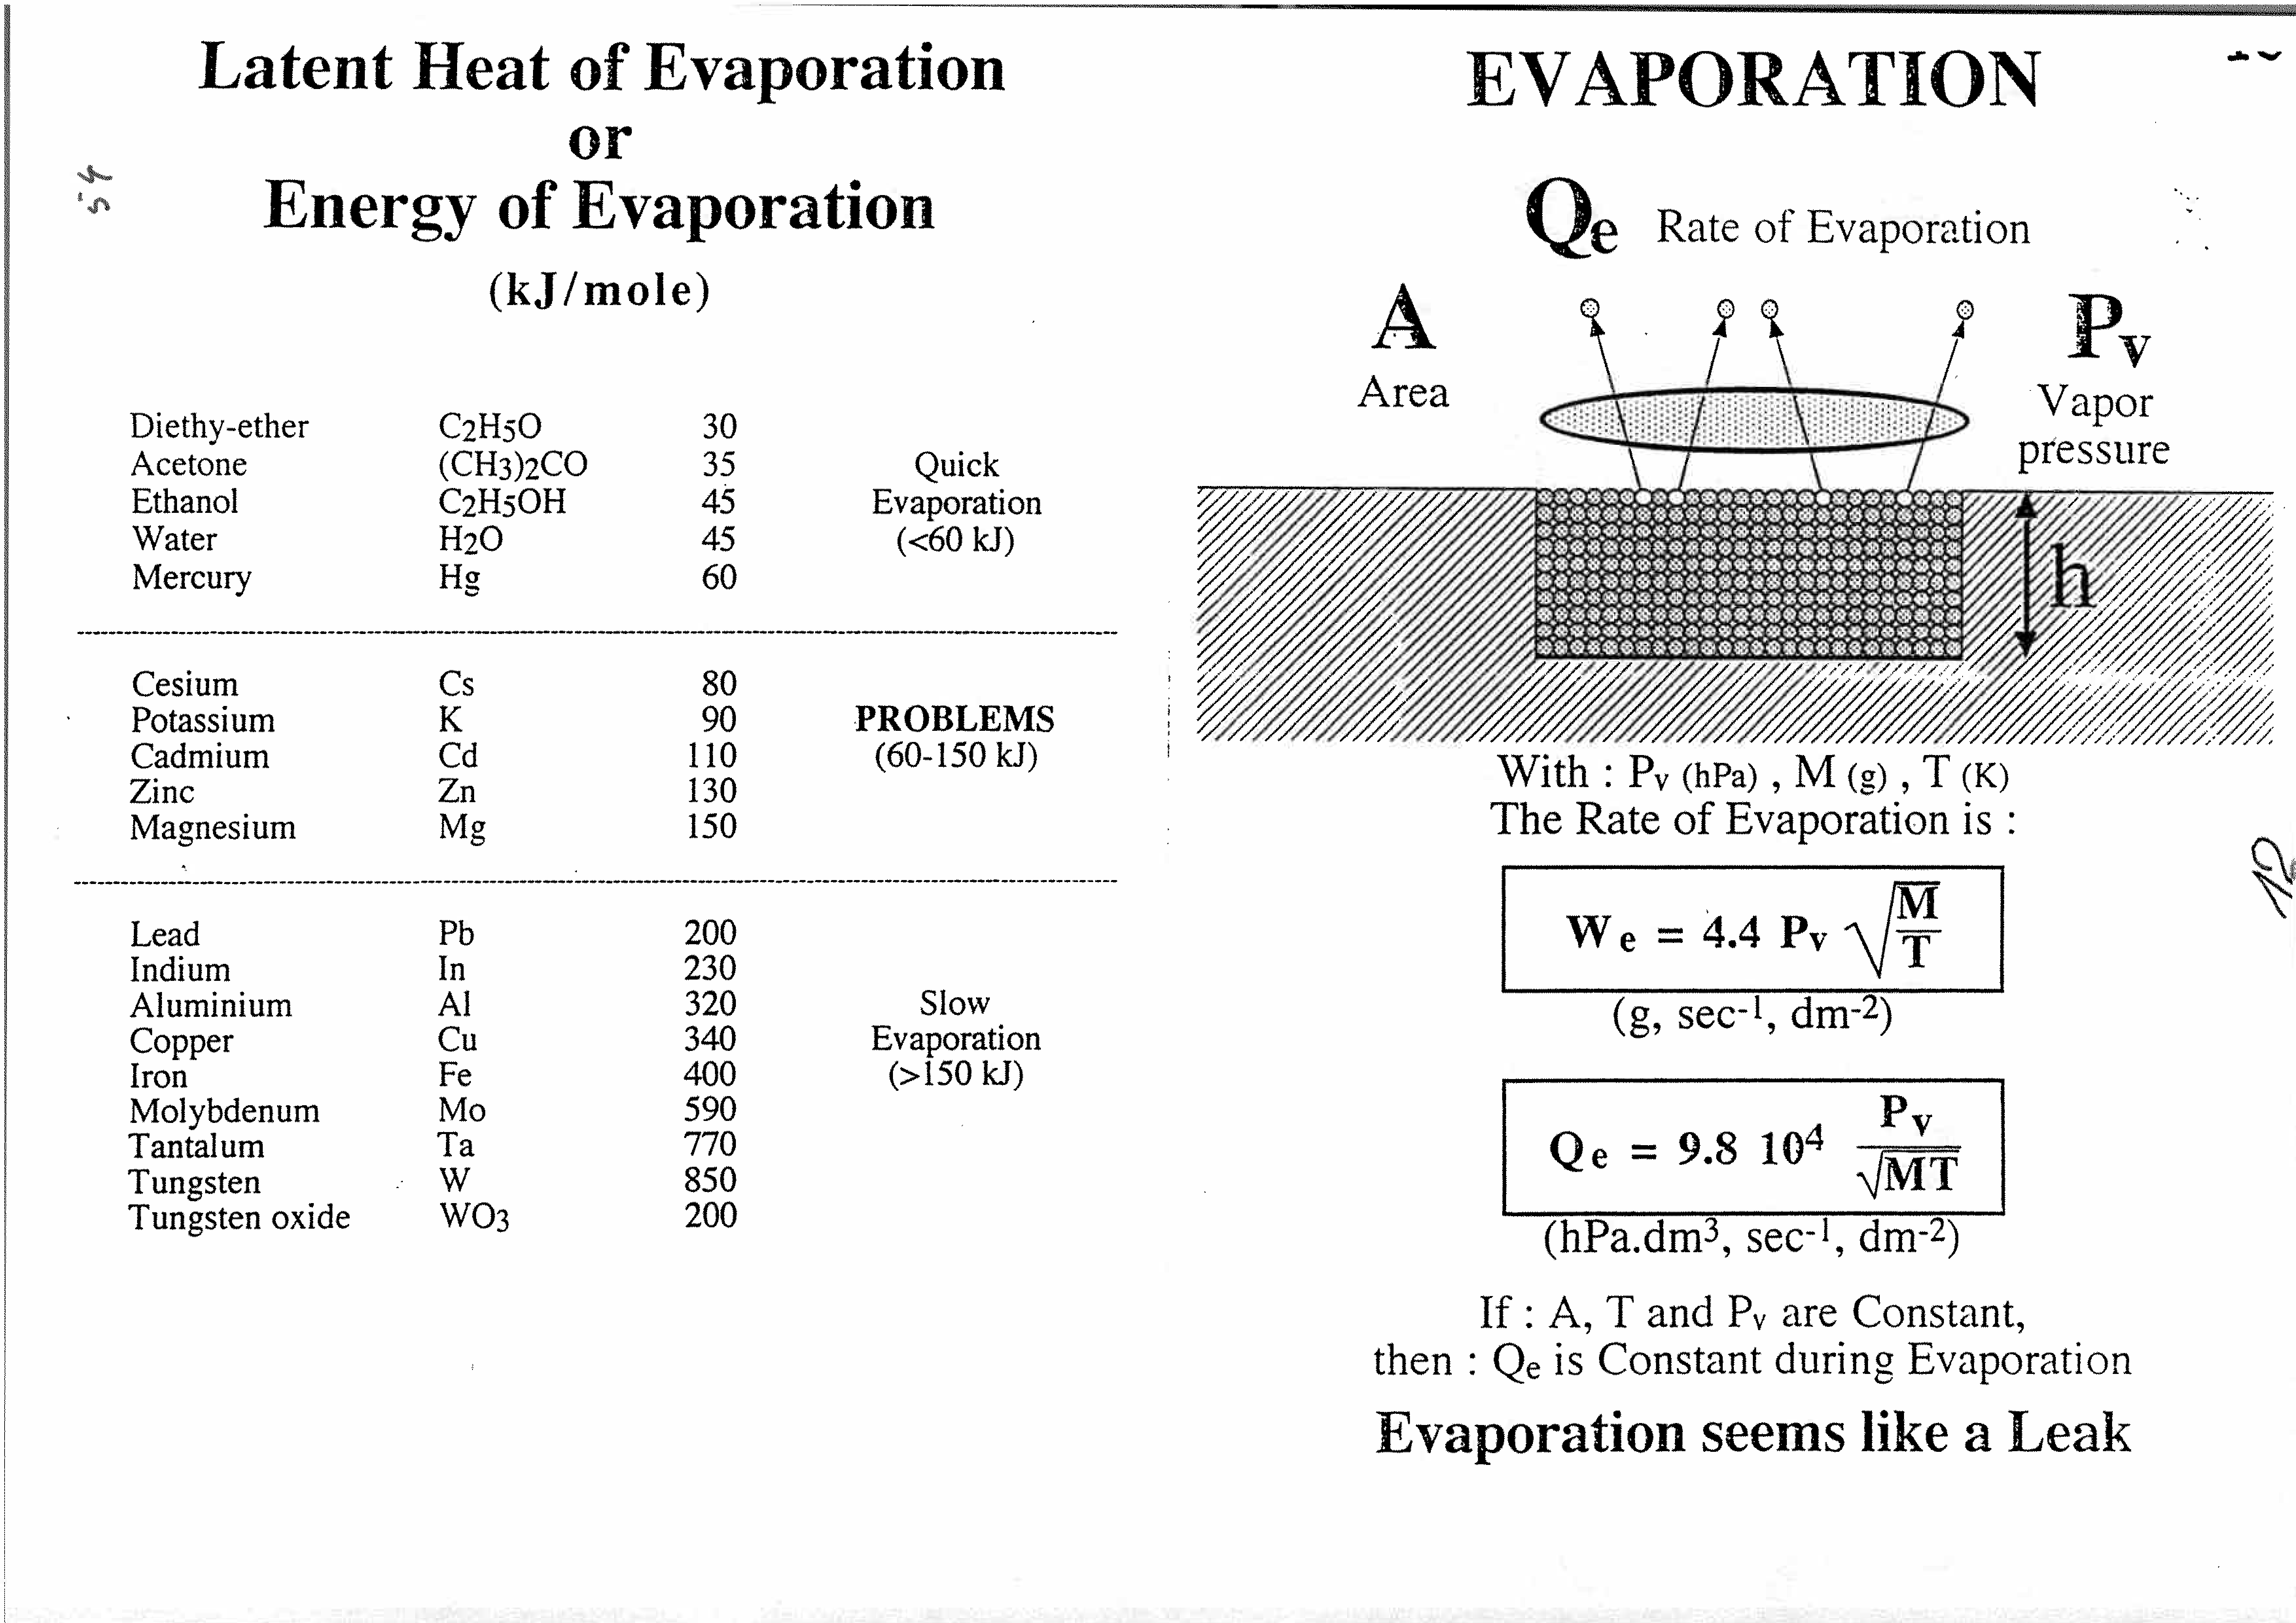 Latent Heat of Evaporation
or
Energy of Evaporation
(kJ/mole)
54
Diethy-ether C2H5O 30
Acetone (CH3)2CO 35 Quick
Ethanol C2H5OH 45 Evaporation
Water H2O 45 (<60 kJ)
Mercury Hg 60
Cesium Cs 80
Potassium K 90 PROBLEMS
Cadmium Cd 110 (60-150 kJ)
Zinc Zn 130
Magnesium Mg 150
Lead Pb 200
Indium In 230
Aluminium Al 320 Slow
Copper Cu 340 Evaporation
Iron Fe 400 (>150 kJ)
Molybdenum Mo 590
Tantalum Ta 770
Tungsten W 850
Tungsten oxide WO3 200
EVAPORATION
Qe Rate of Evaporation
A
Area
Pv
Vapor
pressure
h
With : Pv (hPa) , M (g) , T (K)
The Rate of Evaporation is :
We = 4.4 Pv √(M/T)
(g, sec-1, dm-2)
Qe = 9.8 10^4 Pv/√MT
(hPa.dm3, sec-1, dm-2)
If : A, T and Pv are Constant,
then : Qe is Constant during Evaporation
Evaporation seems like a Leak
12